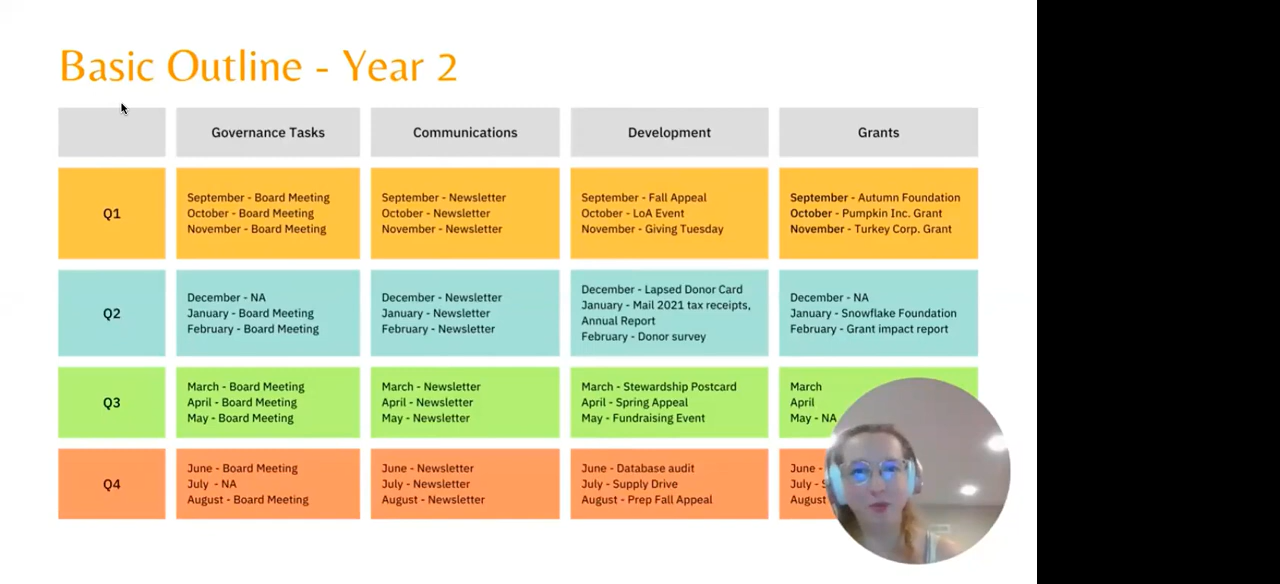 Basic Outline - Year 2
Governance Tasks
Communications
Development
Grants
Q1
September - Board Meeting
October - Board Meeting
November - Board Meeting
September - Newsletter
October - Newsletter
November - Newsletter
September - Fall Appeal
October - LoA Event
November - Giving Tuesday
September - Autumn Foundation
October - Pumpkin Inc. Grant
November - Turkey Corp. Grant
Q2
December - NA
January - Board Meeting
February - Board Meeting
December - Newsletter
January - Newsletter
February - Newsletter
December - Lapsed Donor Card
January - Mail 2021 tax receipts,
Annual Report
February - Donor survey
December - NA
January - Snowflake Foundation
February - Grant impact report
Q3
March - Board Meeting
April - Board Meeting
May - Board Meeting
March - Newsletter
April - Newsletter
May - Newsletter
March - Stewardship Postcard
April - Spring Appeal
May - Fundraising Event
March
April
May - NA
Q4
June - Board Meeting
July - NA
August - Board Meeting
June - Newsletter
July - Newsletter
August - Newsletter
June - Database audit
July - Supply Drive
August - Prep Fall Appeal
June -
July -
August